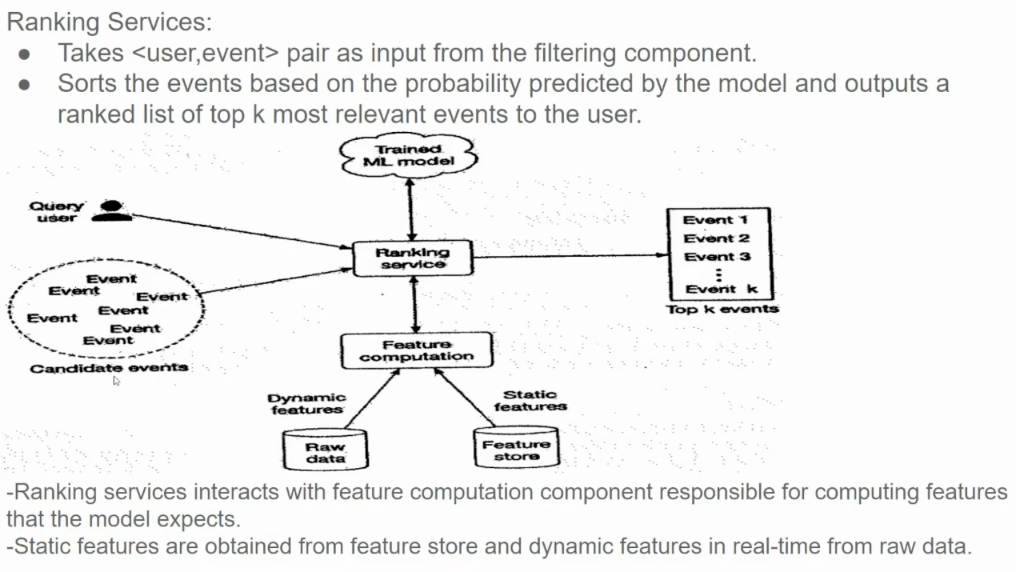 Ranking Services:
● Takes <user,event> pair as input from the filtering component.
● Sorts the events based on the probability predicted by the model and outputs a
ranked list of top k most relevant events to the user.
Trained
ML model
Query
user
Ranking
service
Event 1
Event 2
Event 3
⋮
Event k
Top k events
Event
Event
Event
Event
Event
Event
Event
Candidate events
Feature
computation
Dynamic
features
Static
features
Raw
data
Feature
store
-Ranking services interacts with feature computation component responsible for computing features
that the model expects.
-Static features are obtained from feature store and dynamic features in real-time from raw data.